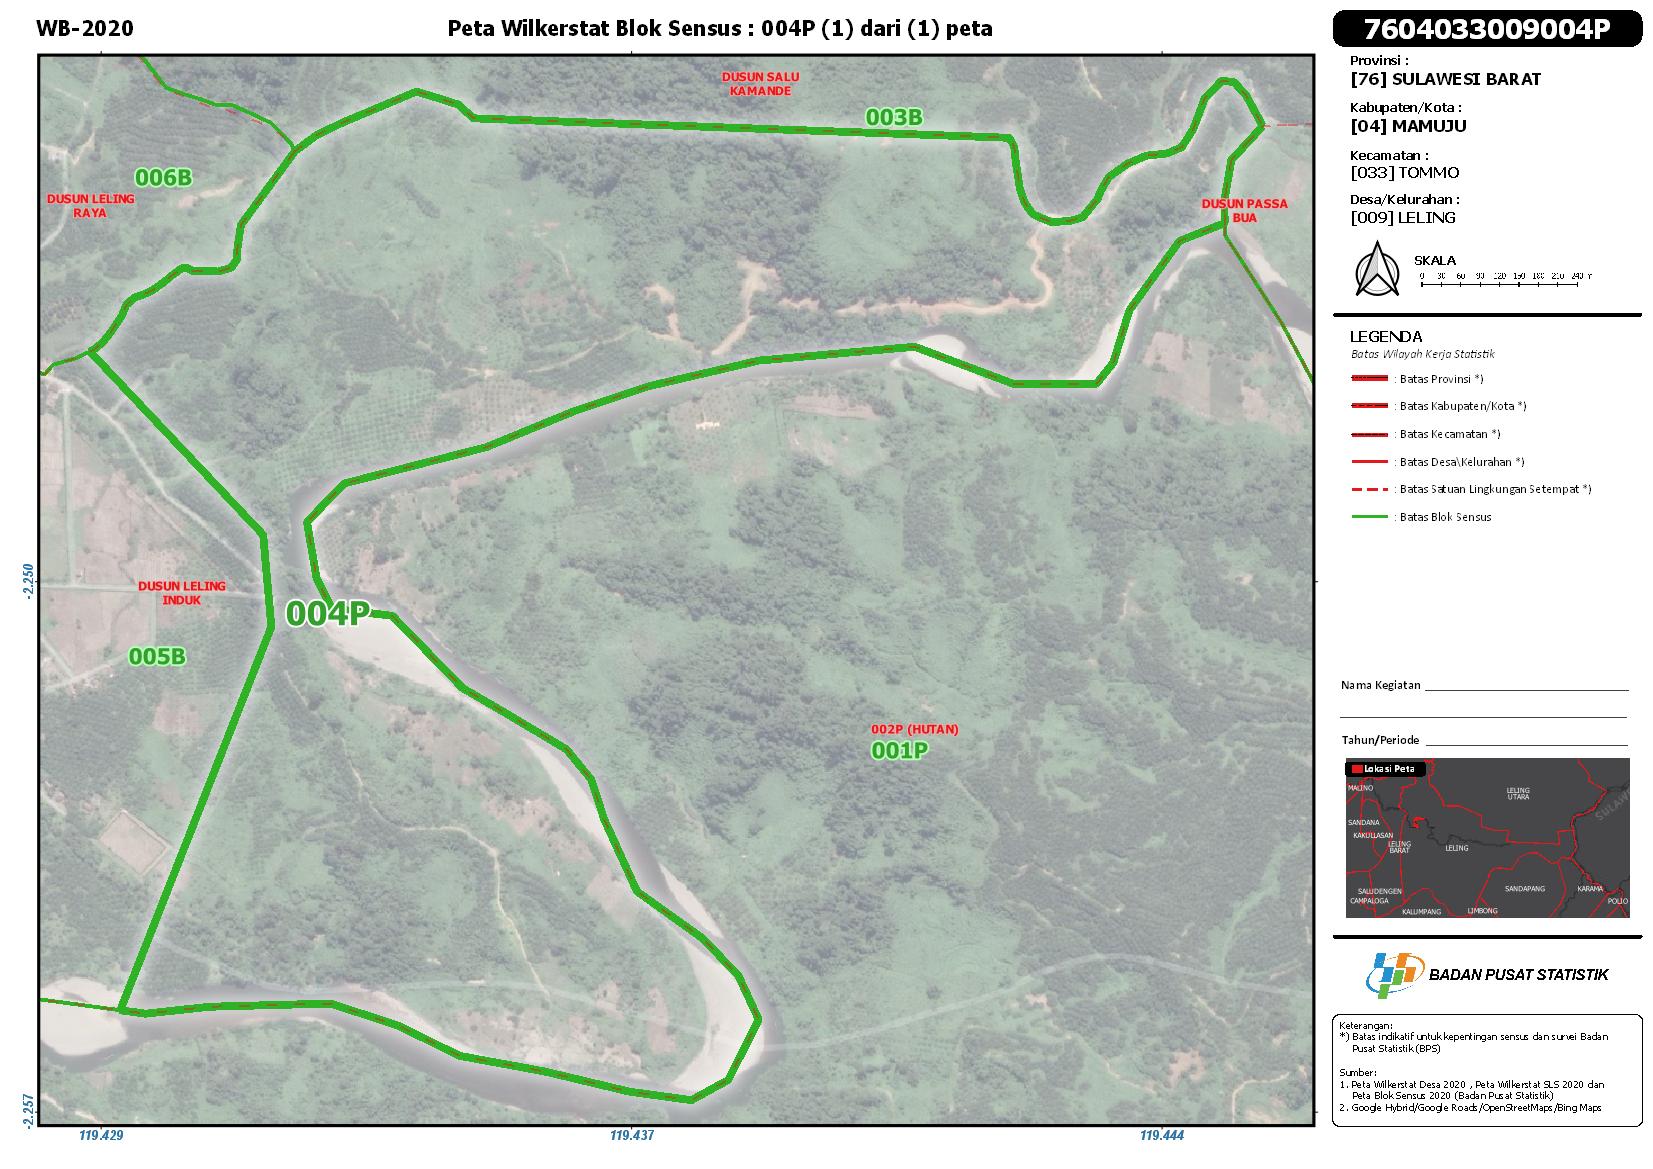 WB-2020
Peta Wilkerstat Blok Sensus : 004P (1) dari (1) peta
7604033009004P
Provinsi :
[76] SULAWESI BARAT
Kabupaten/Kota :
[04] MAMUJU
Kecamatan :
[033] TOMMO
Desa/Kelurahan :
[009] LELING
SKALA
0 30 60 90 120 150 180 210 240 m
LEGENDA
Batas Wilayah Kerja Statistik
: Batas Provinsi *)
: Batas Kabupaten/Kota *)
: Batas Kecamatan *)
: Batas Desa\Kelurahan *)
: Batas Satuan Lingkungan Setempat *)
: Batas Blok Sensus
Nama Kegiatan
Tahun/Periode
Lokasi Peta
MALINO
LELING
UTARA
SULAW
SANDANA
KAKULLASAN
LELING
BARAT
LELING
SALUDENGEN
CAMPALOGA
SANDAPANG
KARAMA
POLIO
KALUMPANG
LIMBONG
BADAN PUSAT STATISTIK
Keterangan:
*) Batas indikatif untuk kepentingan sensus dan survei Badan
Pusat Statistik (BPS)
Sumber:
1. Peta Wilkerstat Desa 2020 , Peta Wilkerstat SLS 2020 dan
Peta Blok Sensus 2020 (Badan Pusat Statistik)
2. Google Hybrid/Google Roads/OpenStreetMaps/Bing Maps
DUSUN SALU
KAMANDE
003B
006B
DUSUN LELING
RAYA
DUSUN PASSA
BUA
DUSUN LELING
INDUK
004P
005B
002P (HUTAN)
001P
-2.250
-2.257
119.429
119.437
119.444